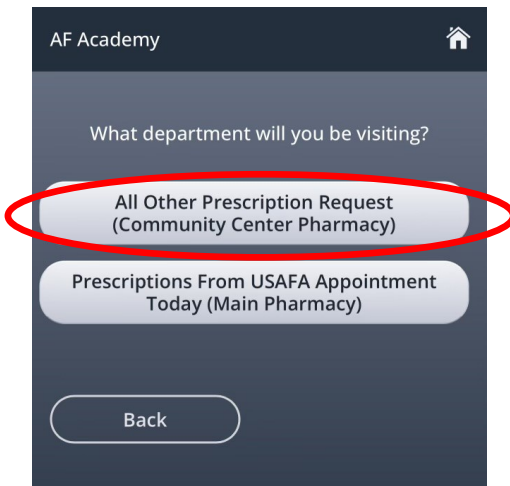 AF Academy
What department will you be visiting?
All Other Prescription Request
(Community Center Pharmacy)
Prescriptions From USAFA Appointment
Today (Main Pharmacy)
Back